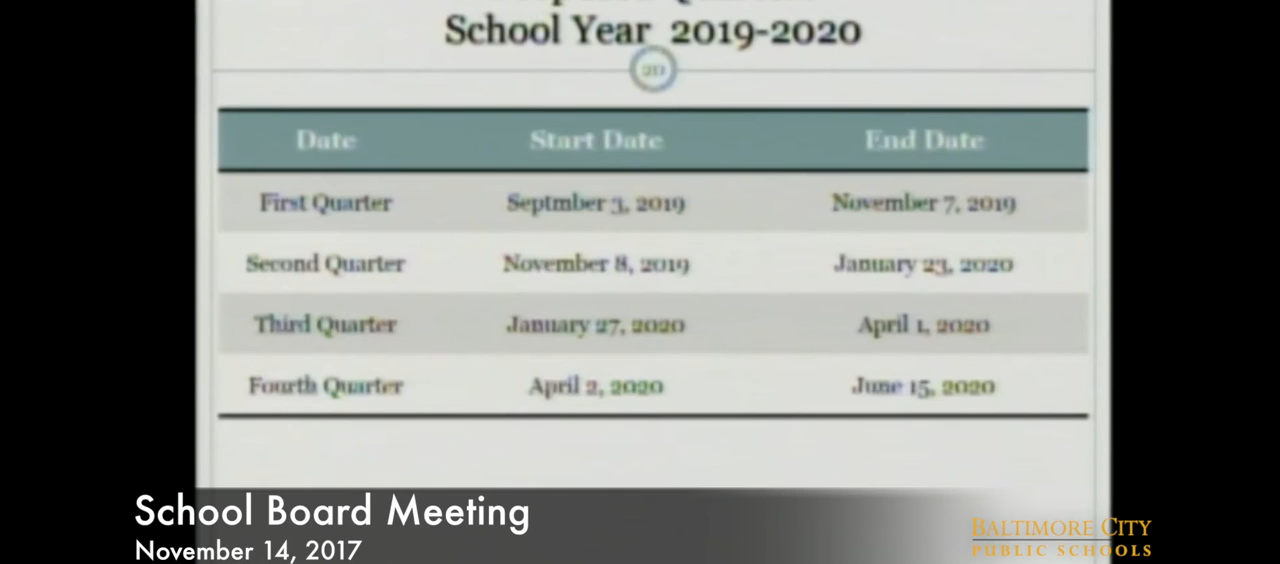 School Year 2019-2020
20
Date Start Date End Date
First Quarter Septmber 3, 2019 November 7, 2019
Second Quarter November 8, 2019 January 23, 2020
Third Quarter January 27, 2020 April 1, 2020
Fourth Quarter April 2, 2020 June 15, 2020
School Board Meeting
November 14, 2017
BALTIMORE CITY
PUBLIC SCHOOLS